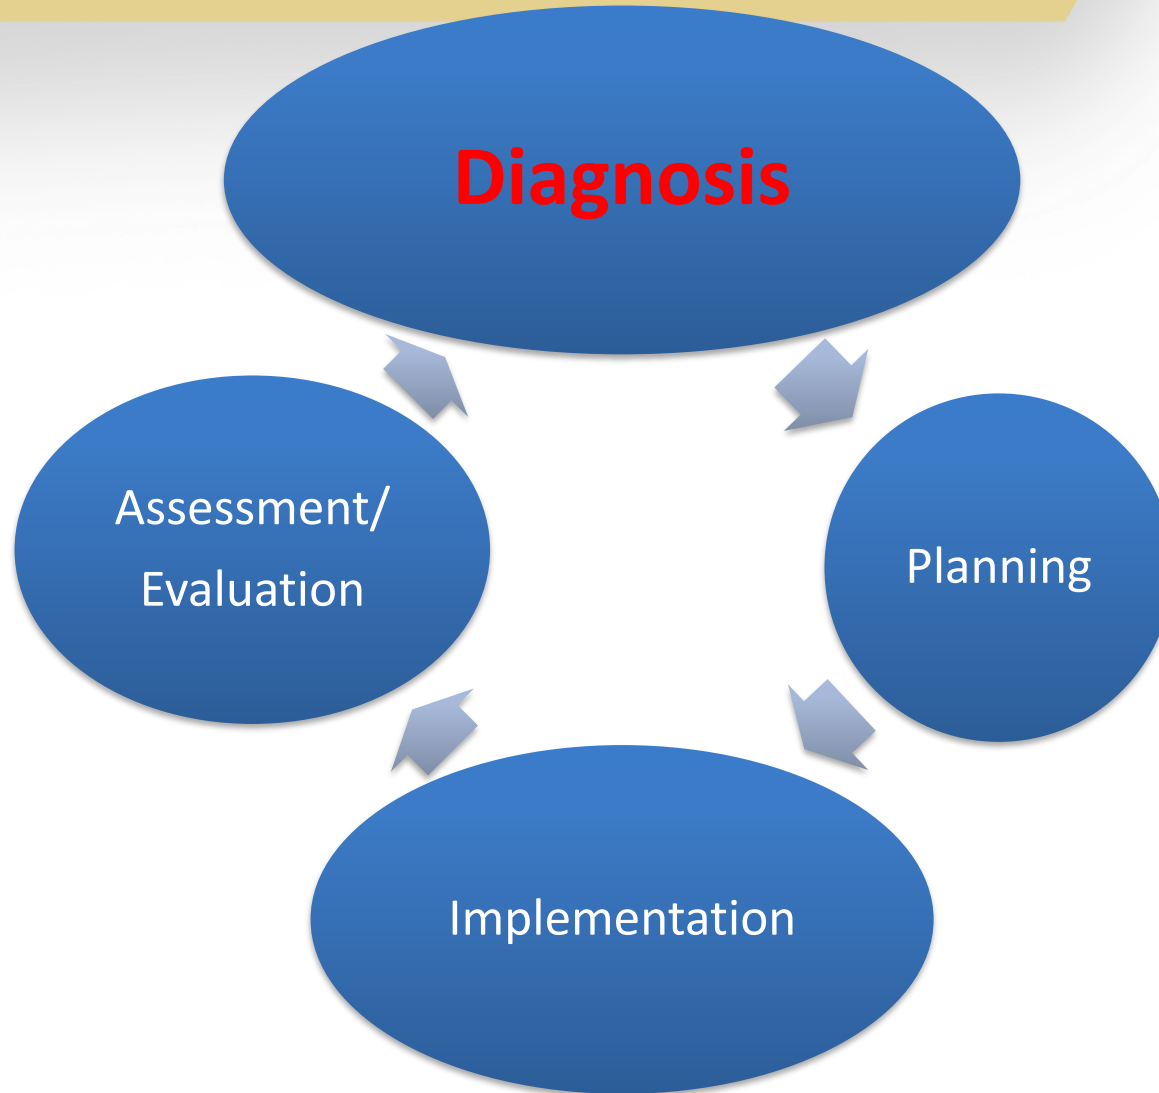 Diagnosis
Assessment/
Evaluation
Planning
Implementation